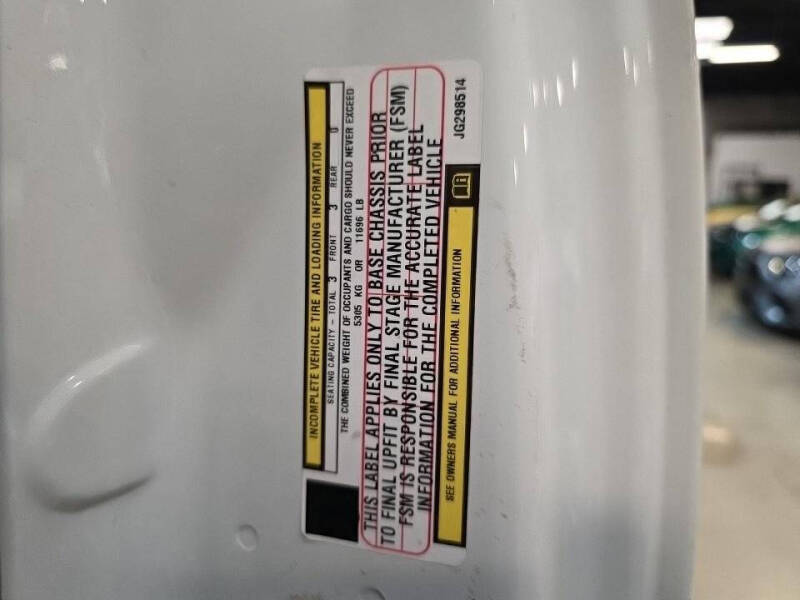 INCOMPLETE VEHICLE TIRE AND LOADING INFORMATION
SEATING CAPACITY - TOTAL 3 FRONT 3 REAR 0
THE COMBINED WEIGHT OF OCCUPANTS AND CARGO SHOULD NEVER EXCEED
5305 KG OR 11696 LB
THIS LABEL APPLIES ONLY TO BASE CHASSIS PRIOR
TO FINAL UPFIT BY FINAL STAGE MANUFACTURER (FSM)
FSM IS RESPONSIBLE FOR THE ACCURATE LABEL
INFORMATION FOR THE COMPLETED VEHICLE
SEE OWNERS MANUAL FOR ADDITIONAL INFORMATION
JG298514